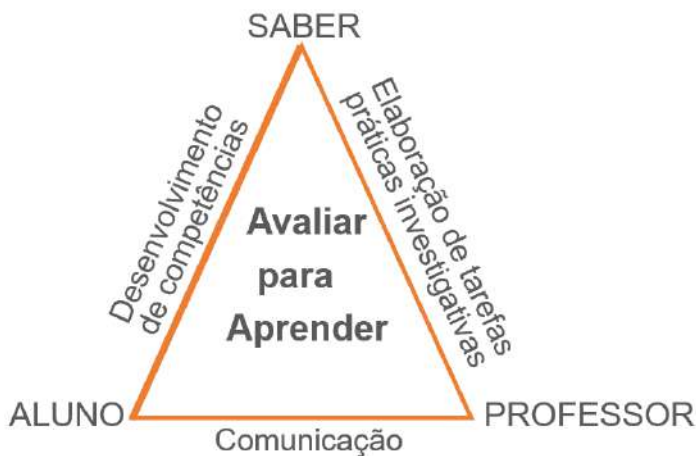 SABER
Desenvolvimento
de competências
Elaboração de tarefas
práticas investigativas
Avaliar
para
Aprender
ALUNO
PROFESSOR
Comunicação